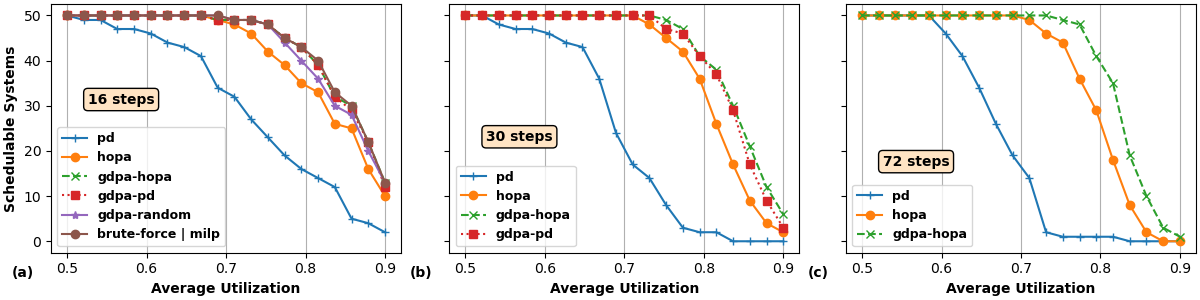 Schedulable Systems
50
40
30
20
10
0
16 steps
pd
hopa
gdpa-hopa
gdpa-pd
gdpa-random
brute-force | milp
0.5 0.6 0.7 0.8 0.9
(a)
Average Utilization
30 steps
pd
hopa
gdpa-hopa
gdpa-pd
0.5 0.6 0.7 0.8 0.9
(b)
Average Utilization
72 steps
pd
hopa
gdpa-hopa
0.5 0.6 0.7 0.8 0.9
(c)
Average Utilization